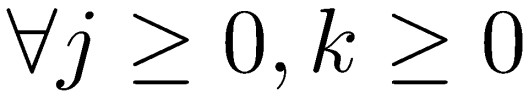 ∀j ≥ 0, k ≥ 0